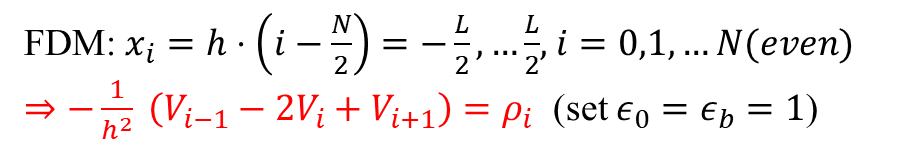 FDM: xᵢ = h · (i − N/2) = −L/2, … L/2, i = 0,1, … N(even)
⇒ − 1/h² (Vᵢ₋₁ − 2Vᵢ + Vᵢ₊₁) = ρᵢ (set ϵ₀ = ϵ_b = 1)